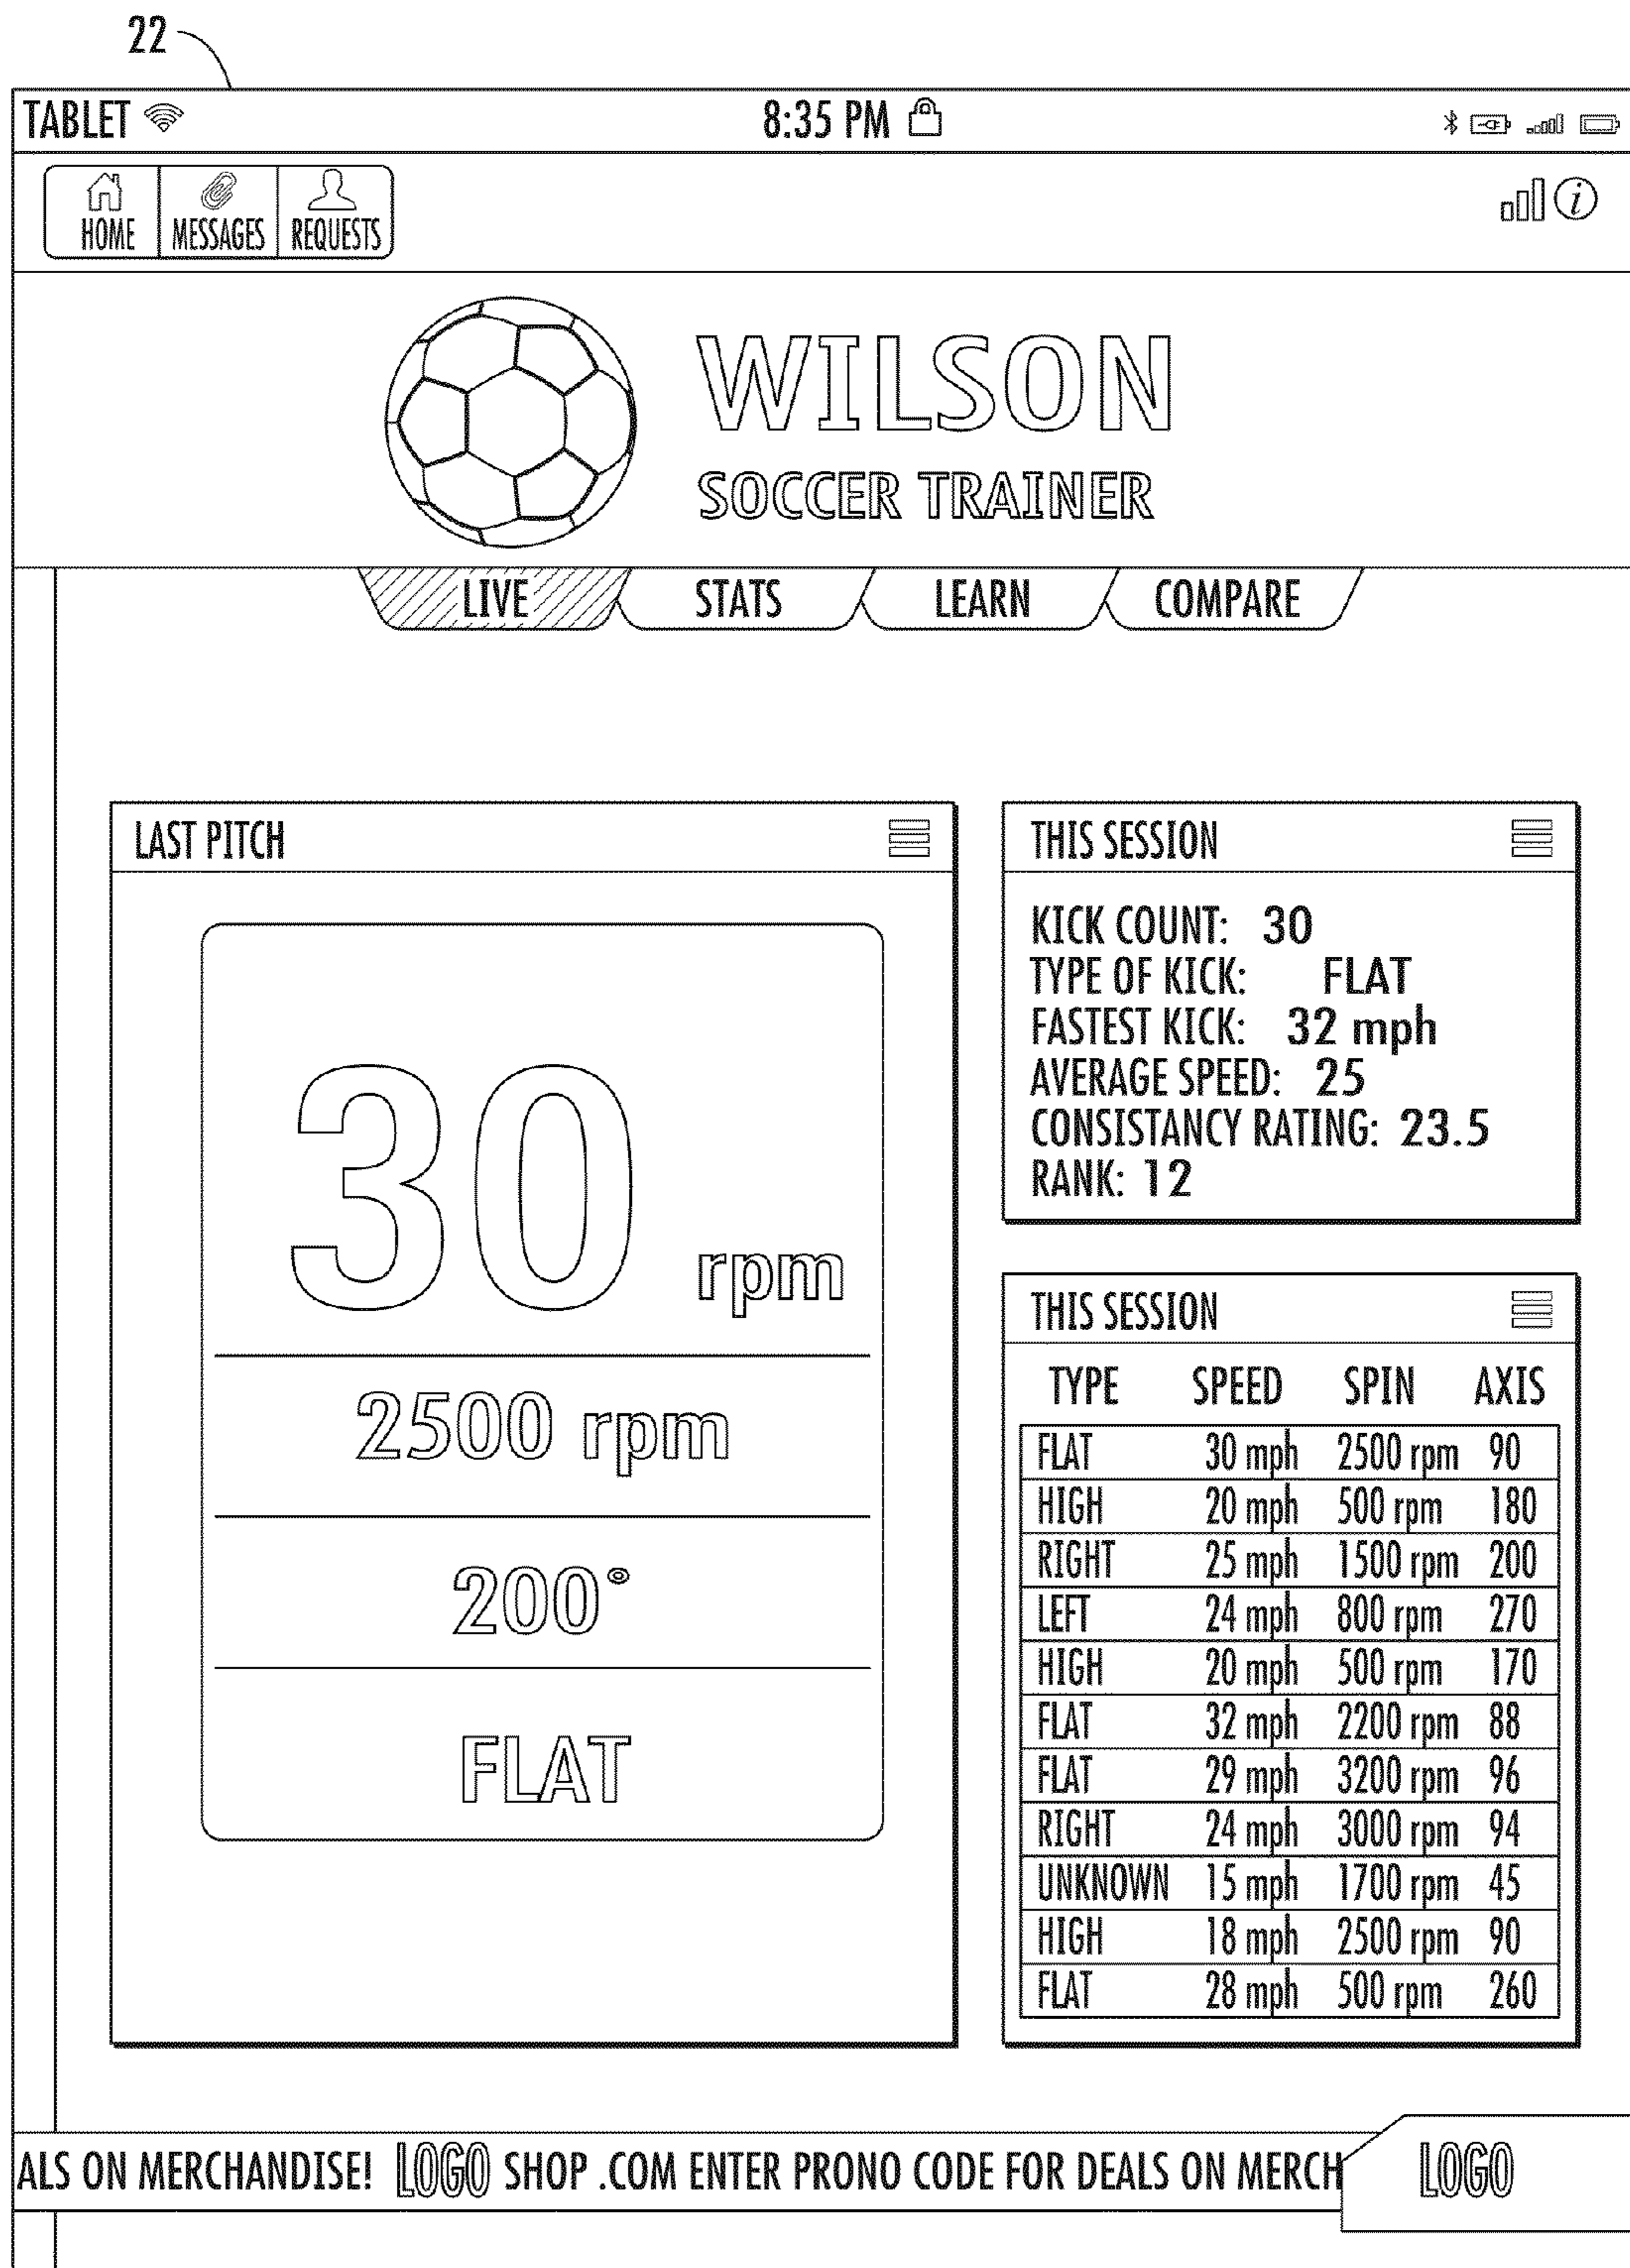 22
TABLET 8:35 PM
HOME MESSAGES REQUESTS
i
WILSON
SOCCER TRAINER
LIVE STATS LEARN COMPARE
LAST PITCH
30 rpm
2500 rpm
200°
FLAT
THIS SESSION
KICK COUNT: 30
TYPE OF KICK: FLAT
FASTEST KICK: 32 mph
AVERAGE SPEED: 25
CONSISTANCY RATING: 23.5
RANK: 12
THIS SESSION
TYPE SPEED SPIN AXIS
FLAT 30 mph 2500 rpm 90
HIGH 20 mph 500 rpm 180
RIGHT 25 mph 1500 rpm 200
LEFT 24 mph 800 rpm 270
HIGH 20 mph 500 rpm 170
FLAT 32 mph 2200 rpm 88
FLAT 29 mph 3200 rpm 96
RIGHT 24 mph 3000 rpm 94
UNKNOWN 15 mph 1700 rpm 45
HIGH 18 mph 2500 rpm 90
FLAT 28 mph 500 rpm 260
ALS ON MERCHANDISE! LOGO SHOP .COM ENTER PRONO CODE FOR DEALS ON MERCH LOGO